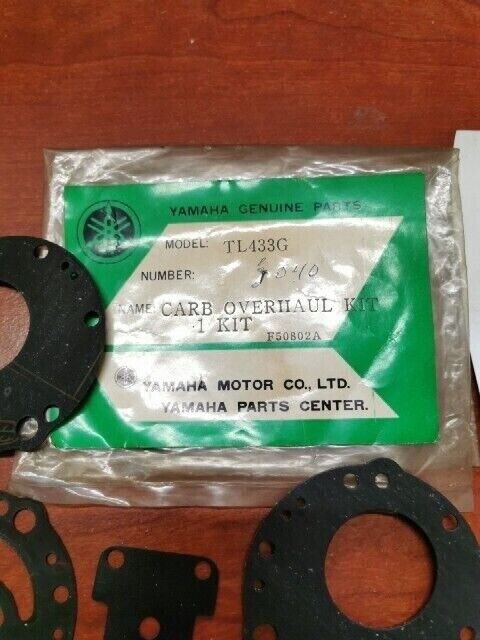 YAMAHA GENUINE PARTS
MODEL: TL433G
NUMBER: 8040
NAME: CARB OVERHAUL KIT
1 KIT
F50802A
YAMAHA MOTOR CO., LTD.
YAMAHA PARTS CENTER.